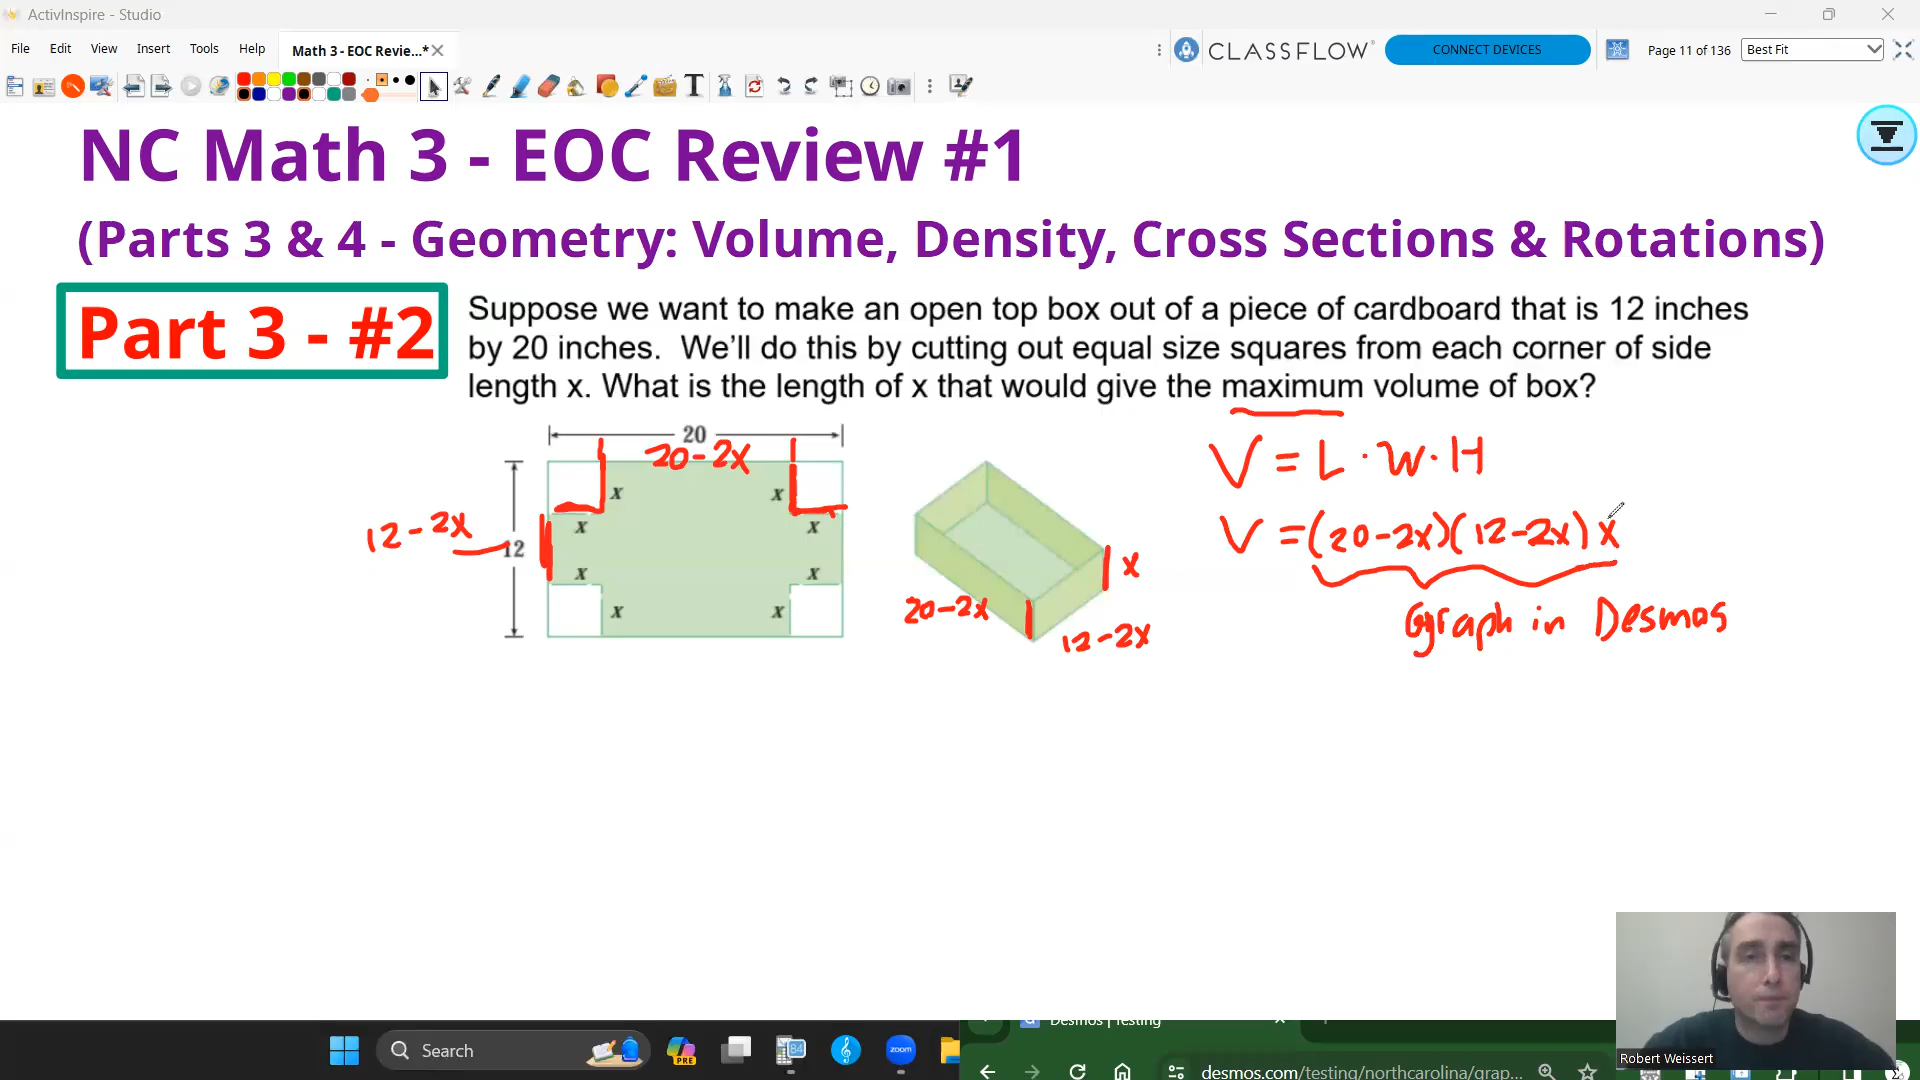 ActivInspire - Studio
File Edit View Insert Tools Help Math 3 - EOC Revie...* CLASSFLOW CONNECT DEVICES Page 11 of 136 Best Fit
NC Math 3 - EOC Review #1
(Parts 3 & 4 - Geometry: Volume, Density, Cross Sections & Rotations)
Part 3 - #2
Suppose we want to make an open top box out of a piece of cardboard that is 12 inches
by 20 inches. We'll do this by cutting out equal size squares from each corner of side
length x. What is the length of x that would give the maximum volume of box?
20
20-2x
x x
x x
12-2x
12
x x
x x
x
20-2x
12-2x
V = L · W · H
V = (20-2x)(12-2x)x
Graph in Desmos
Robert Weissert
Search
PRE
64
zoom
Desmos | Testing
desmos.com/testing/northcarolina/grap...